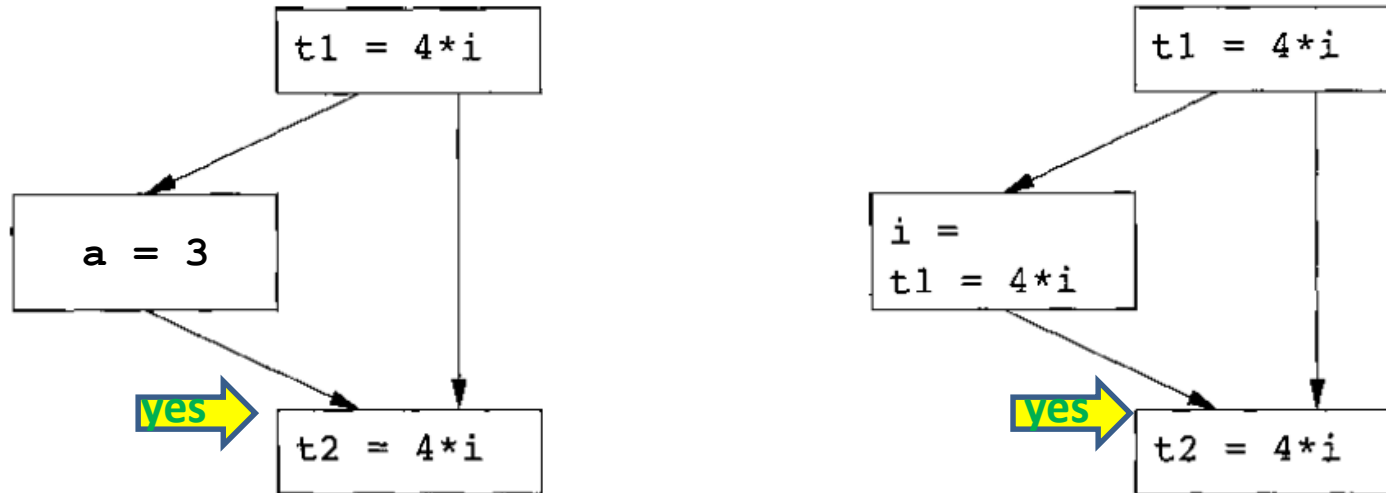 t1 = 4*i
a = 3
yes
t2 = 4*i
t1 = 4*i
i =
t1 = 4*i
yes
t2 = 4*i